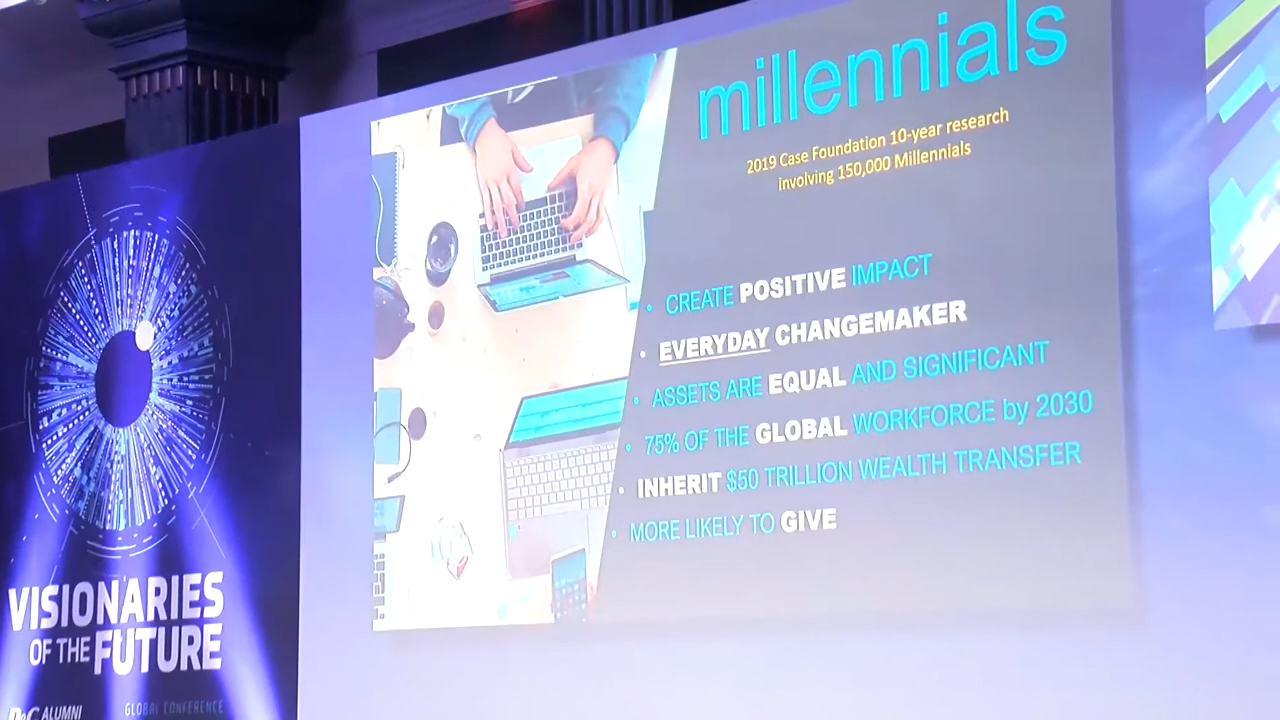 millennials
2019 Case Foundation 10-year research
involving 150,000 Millennials
• CREATE POSITIVE IMPACT
• EVERYDAY CHANGEMAKER
• ASSETS ARE EQUAL AND SIGNIFICANT
• 75% OF THE GLOBAL WORKFORCE by 2030
• INHERIT $50 TRILLION WEALTH TRANSFER
• MORE LIKELY TO GIVE
VISIONARIES
OF THE FUTURE
ALUMNI
GLOBAL CONFERENCE